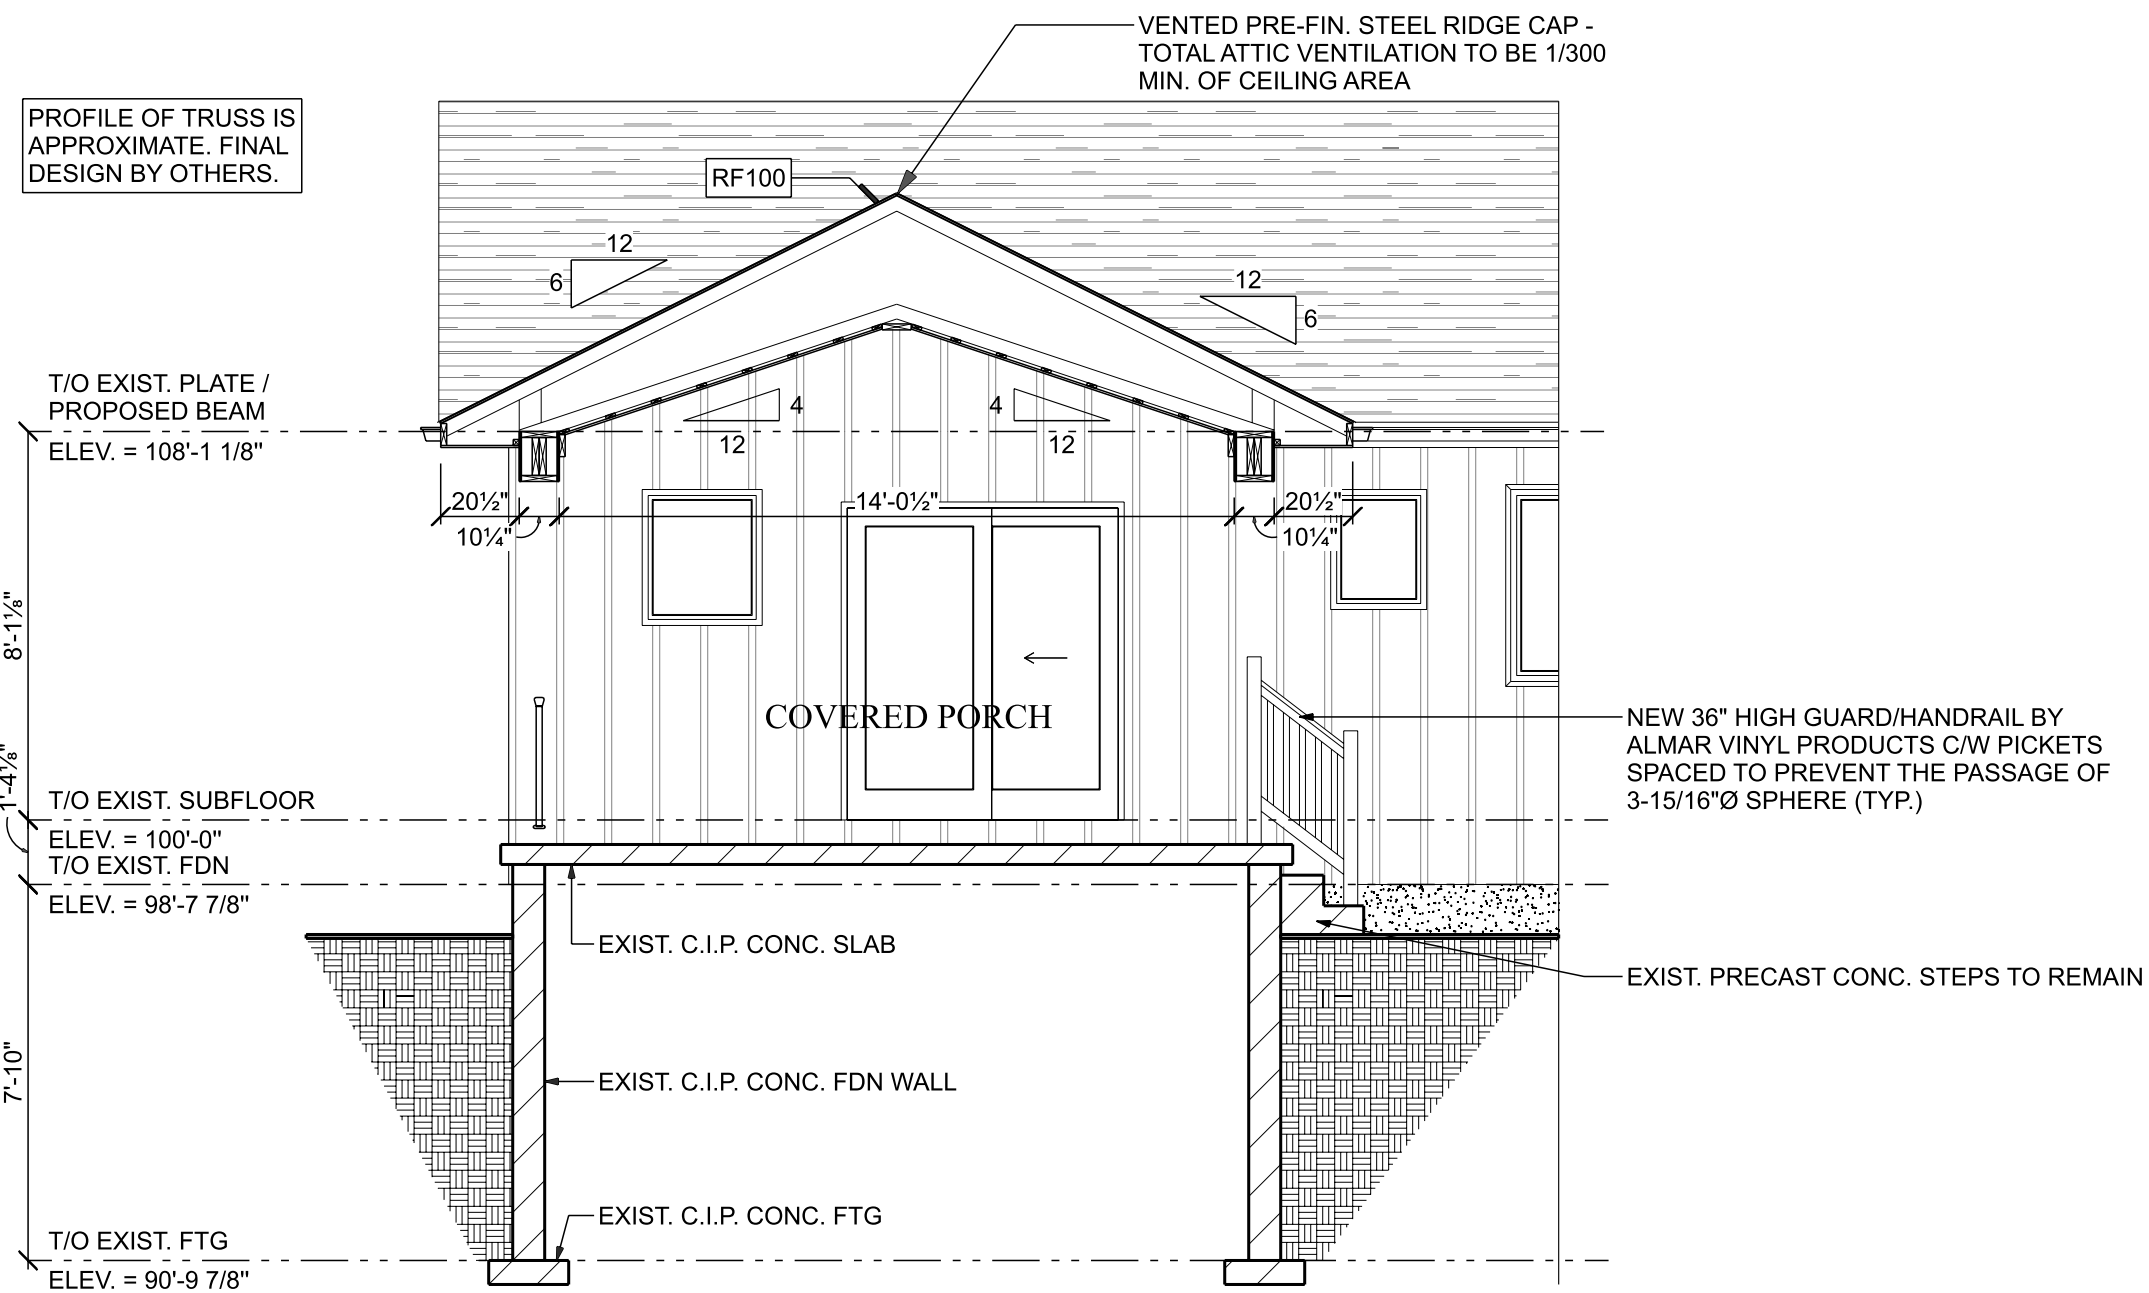 VENTED PRE-FIN. STEEL RIDGE CAP -
TOTAL ATTIC VENTILATION TO BE 1/300
MIN. OF CEILING AREA
PROFILE OF TRUSS IS
APPROXIMATE. FINAL
DESIGN BY OTHERS.
RF100
12
6
12
6
T/O EXIST. PLATE /
PROPOSED BEAM
ELEV. = 108'-1 1/8"
4
12
4
12
20½"
14'-0½"
20½"
10¼"
10¼"
8'-1⅛"
COVERED PORCH
NEW 36" HIGH GUARD/HANDRAIL BY
ALMAR VINYL PRODUCTS C/W PICKETS
SPACED TO PREVENT THE PASSAGE OF
3-15/16"Ø SPHERE (TYP.)
1'-4⅛"
T/O EXIST. SUBFLOOR
ELEV. = 100'-0"
T/O EXIST. FDN
ELEV. = 98'-7 7/8"
EXIST. C.I.P. CONC. SLAB
EXIST. PRECAST CONC. STEPS TO REMAIN
7'-10"
EXIST. C.I.P. CONC. FDN WALL
EXIST. C.I.P. CONC. FTG
T/O EXIST. FTG
ELEV. = 90'-9 7/8"